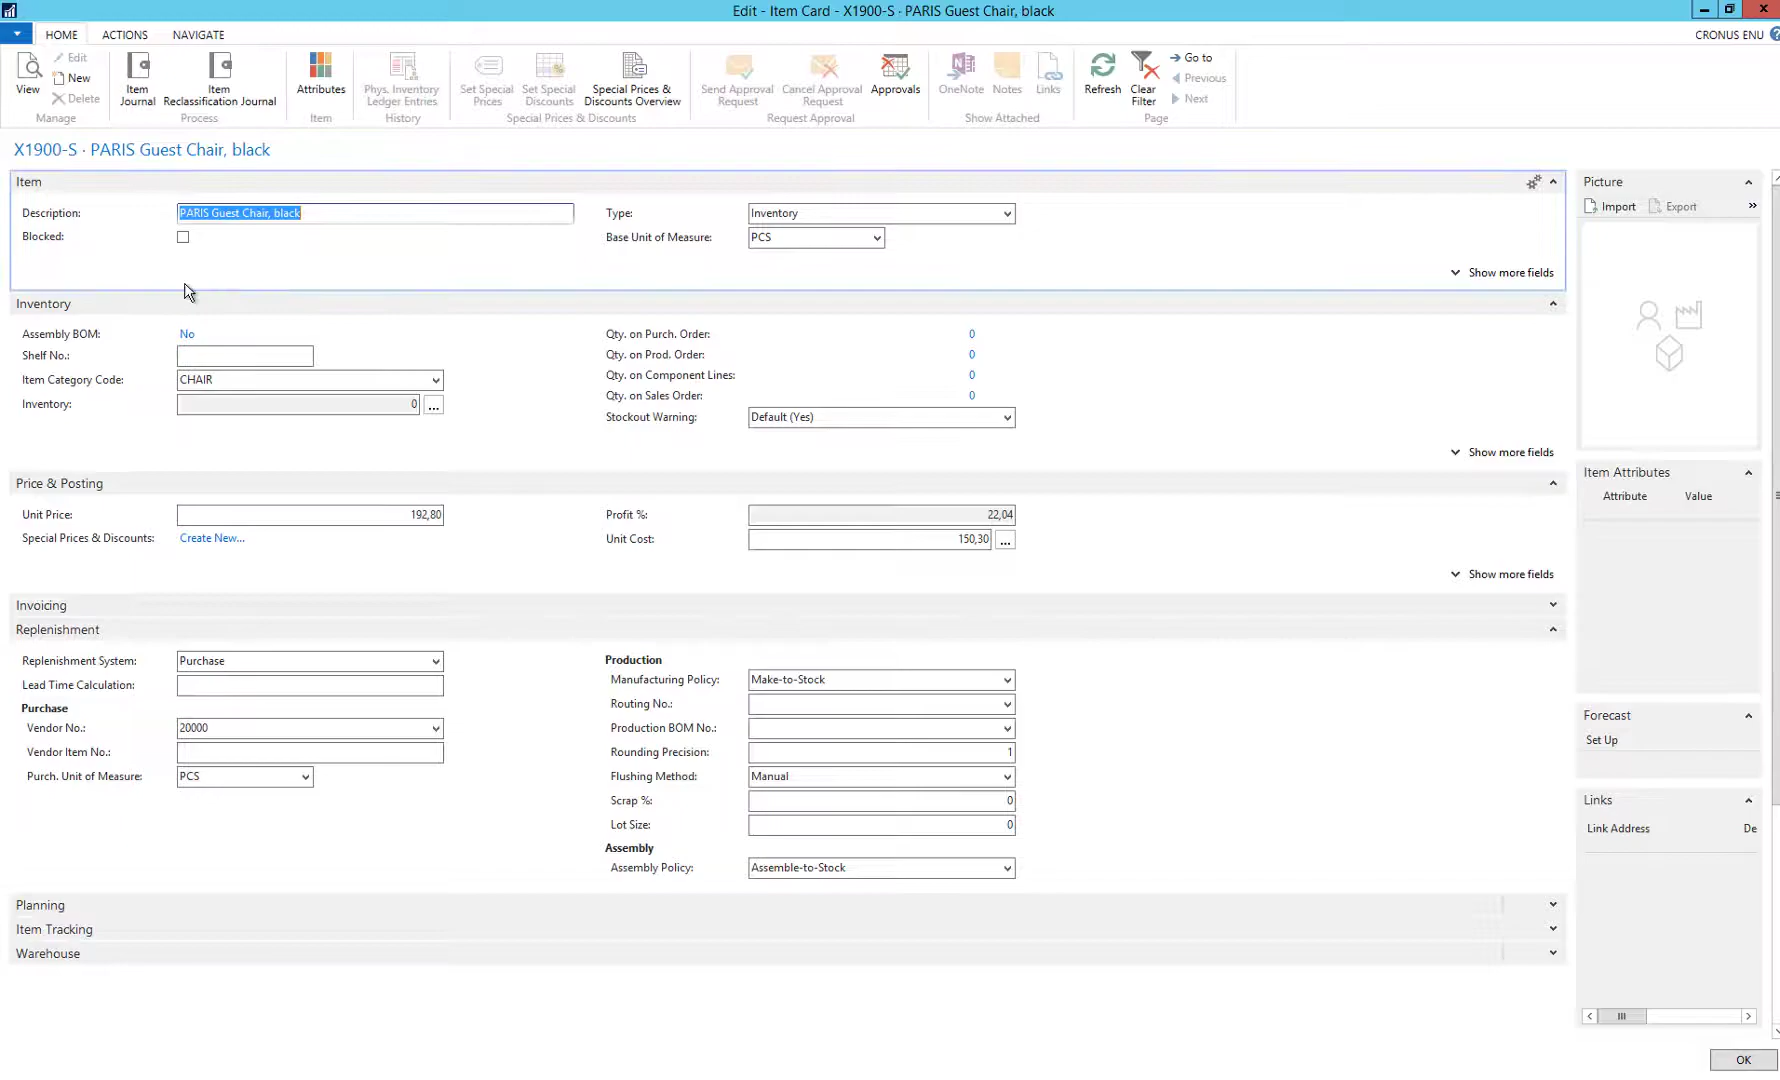 Edit - Item Card - X1900-S · PARIS Guest Chair, black
HOME
ACTIONS
NAVIGATE
CRONUS ENU
View
Edit
New
Delete
Manage
Item Journal
Item Reclassification Journal
Process
Attributes
Item
Phys. Inventory Ledger Entries
History
Set Special Prices
Set Special Discounts
Special Prices & Discounts Overview
Special Prices & Discounts
Send Approval Request
Cancel Approval Request
Approvals
Request Approval
OneNote
Notes
Links
Show Attached
Refresh
Clear Filter
Go to
Previous
Next
Page
X1900-S · PARIS Guest Chair, black
Item
Description: PARIS Guest Chair, black
Type: Inventory
Blocked:
Base Unit of Measure: PCS
Show more fields
Inventory
Assembly BOM: No
Shelf No.:
Item Category Code: CHAIR
Inventory: 0 ...
Qty. on Purch. Order: 0
Qty. on Prod. Order: 0
Qty. on Component Lines: 0
Qty. on Sales Order: 0
Stockout Warning: Default (Yes)
Show more fields
Price & Posting
Unit Price: 192,80
Special Prices & Discounts: Create New...
Profit %: 22,04
Unit Cost: 150,30 ...
Show more fields
Invoicing
Replenishment
Replenishment System: Purchase
Lead Time Calculation:
Purchase
Vendor No.: 20000
Vendor Item No.:
Purch. Unit of Measure: PCS
Production
Manufacturing Policy: Make-to-Stock
Routing No.:
Production BOM No.:
Rounding Precision: 1
Flushing Method: Manual
Scrap %: 0
Lot Size: 0
Assembly
Assembly Policy: Assemble-to-Stock
Planning
Item Tracking
Warehouse
Picture
Import
Export
Item Attributes
Attribute Value
Forecast
Set Up
Links
Link Address De
OK